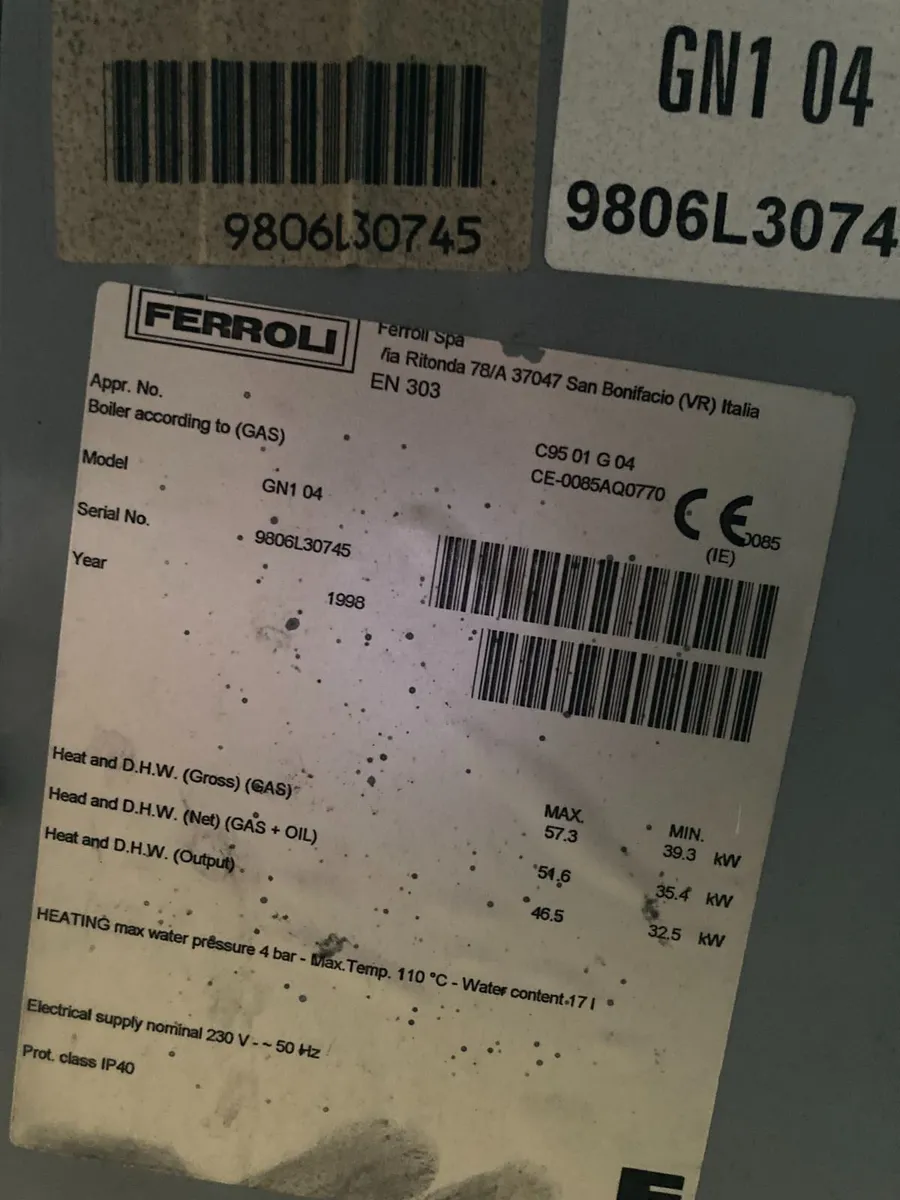 9806L30745
GN1 04
9806L3074
FERROLI
Ferroli Spa
Via Ritonda 78/A 37047 San Bonifacio (VR) Italia
EN 303
Appr. No.
Boiler according to (GAS)
C95 01 G 04
CE-0085AQ0770
CE 0085
(IE)
Model GN1 04
Serial No. 9806L30745
Year 1998
MAX. MIN.
Heat and D.H.W. (Gross) (GAS) 57.3 39.3 kW
Head and D.H.W. (Net) (GAS + OIL) 51.6 35.4 kW
Heat and D.H.W. (Output) 46.5 32.5 kW
HEATING max water pressure 4 bar - Max.Temp. 110 °C - Water content 17 l
Electrical supply nominal 230 V - ~ 50 Hz
Prot. class IP40